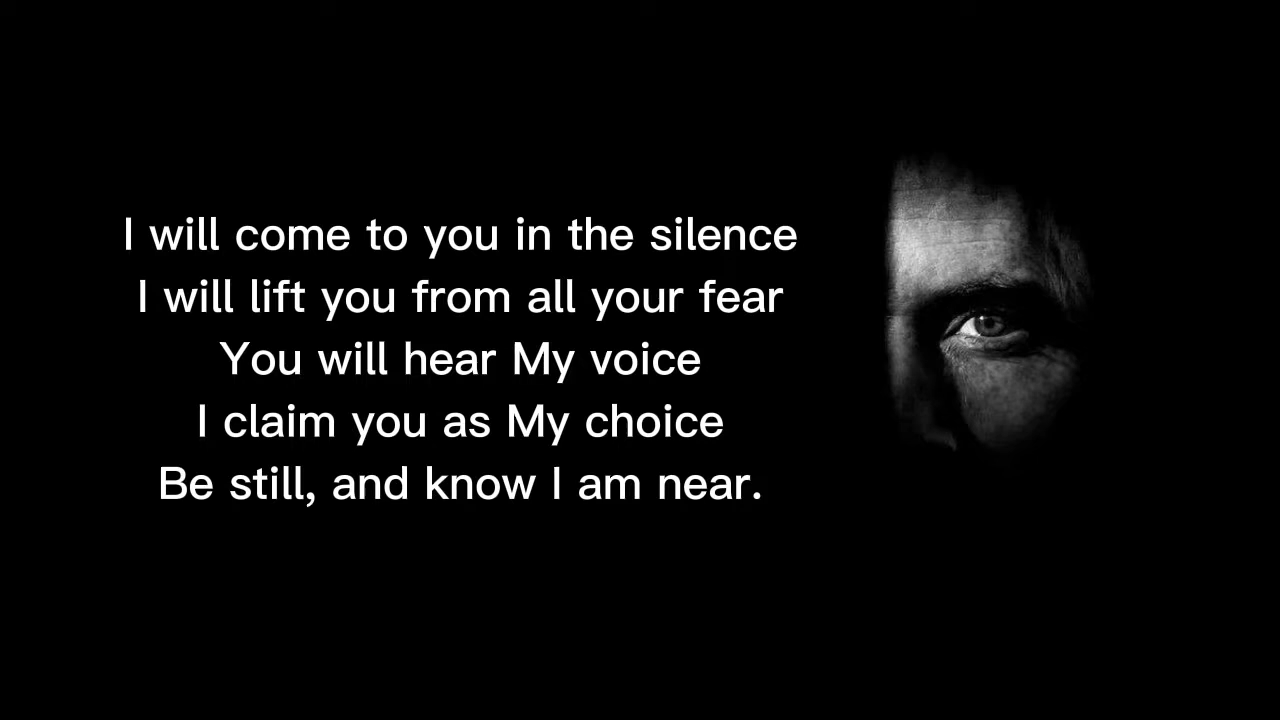 I will come to you in the silence
I will lift you from all your fear
You will hear My voice
I claim you as My choice
Be still, and know I am near.